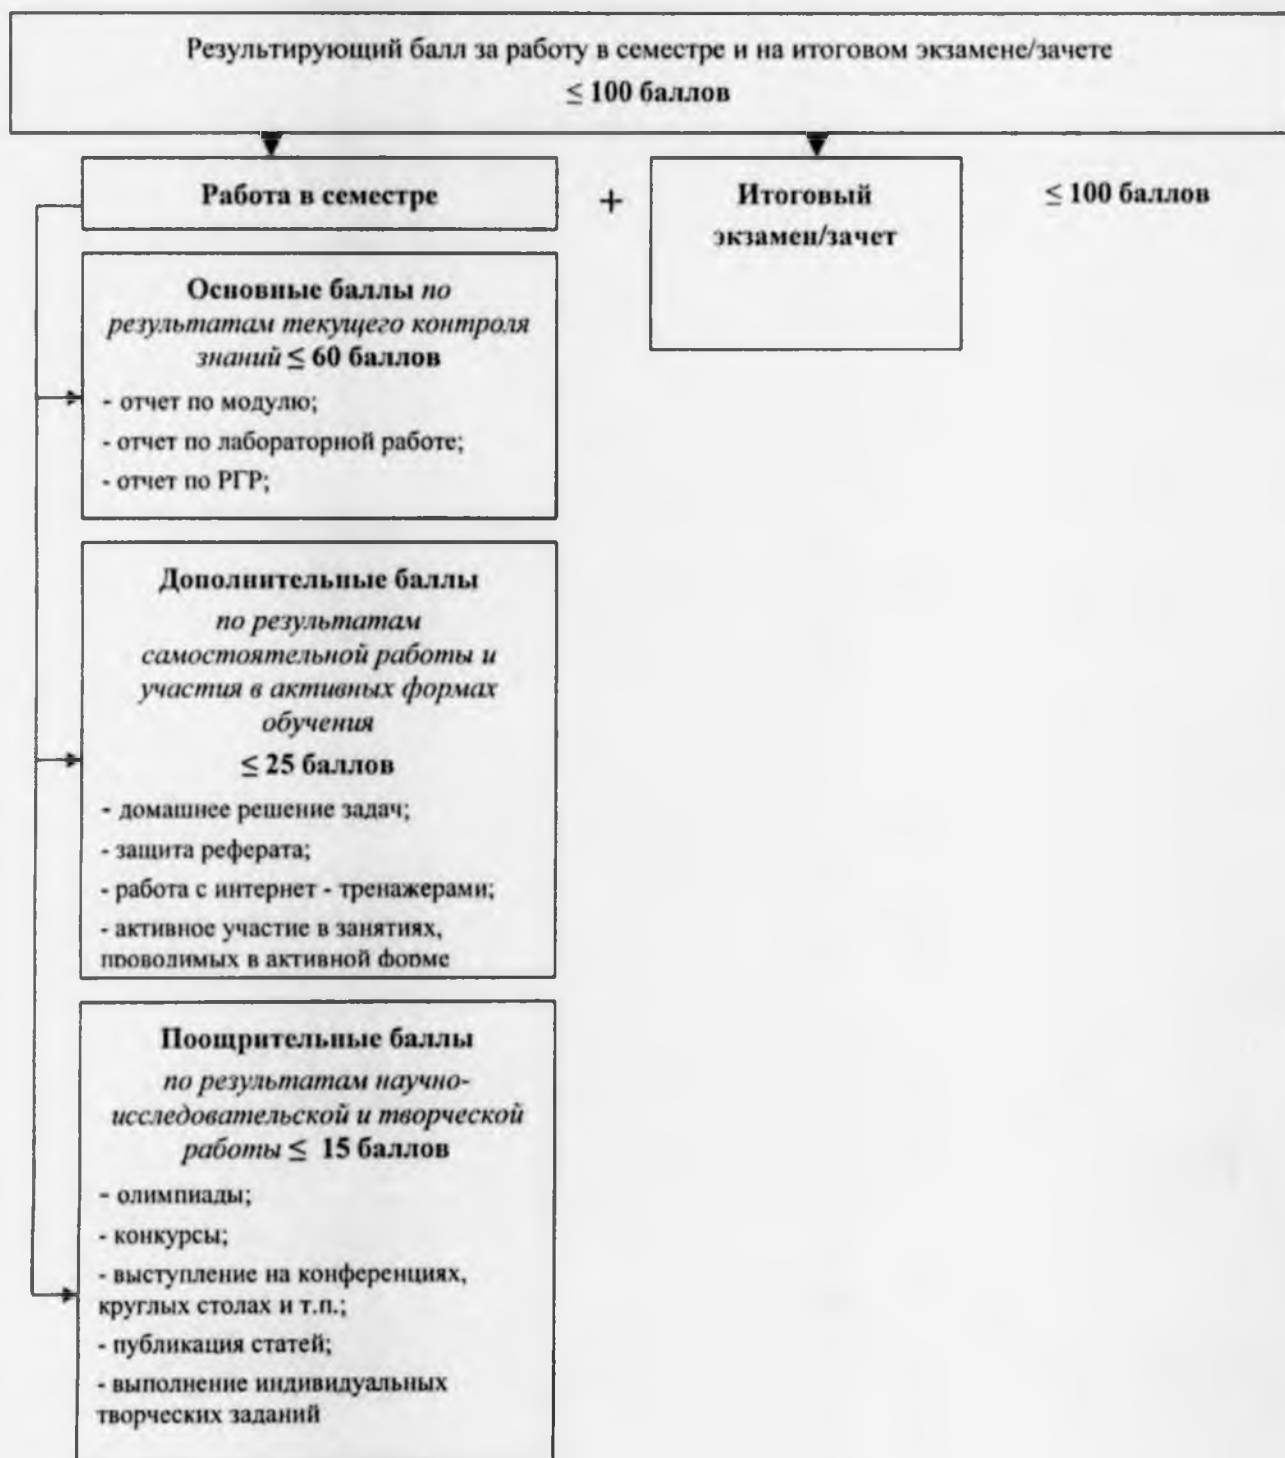 Результирующий балл за работу в семестре и на итоговом экзамене/зачете
≤ 100 баллов
Работа в семестре
+
Итоговый
экзамен/зачет
≤ 100 баллов
Основные баллы по
результатам текущего контроля
знаний ≤ 60 баллов
- отчет по модулю;
- отчет по лабораторной работе;
- отчет по РГР;
Дополнительные баллы
по результатам
самостоятельной работы и
участия в активных формах
обучения
≤ 25 баллов
- домашнее решение задач;
- защита реферата;
- работа с интернет - тренажерами;
- активное участие в занятиях,
проводимых в активной форме
Поощрительные баллы
по результатам научно-
исследовательской и творческой
работы ≤ 15 баллов
- олимпиады;
- конкурсы;
- выступление на конференциях,
круглых столах и т.п.;
- публикация статей;
- выполнение индивидуальных
творческих заданий